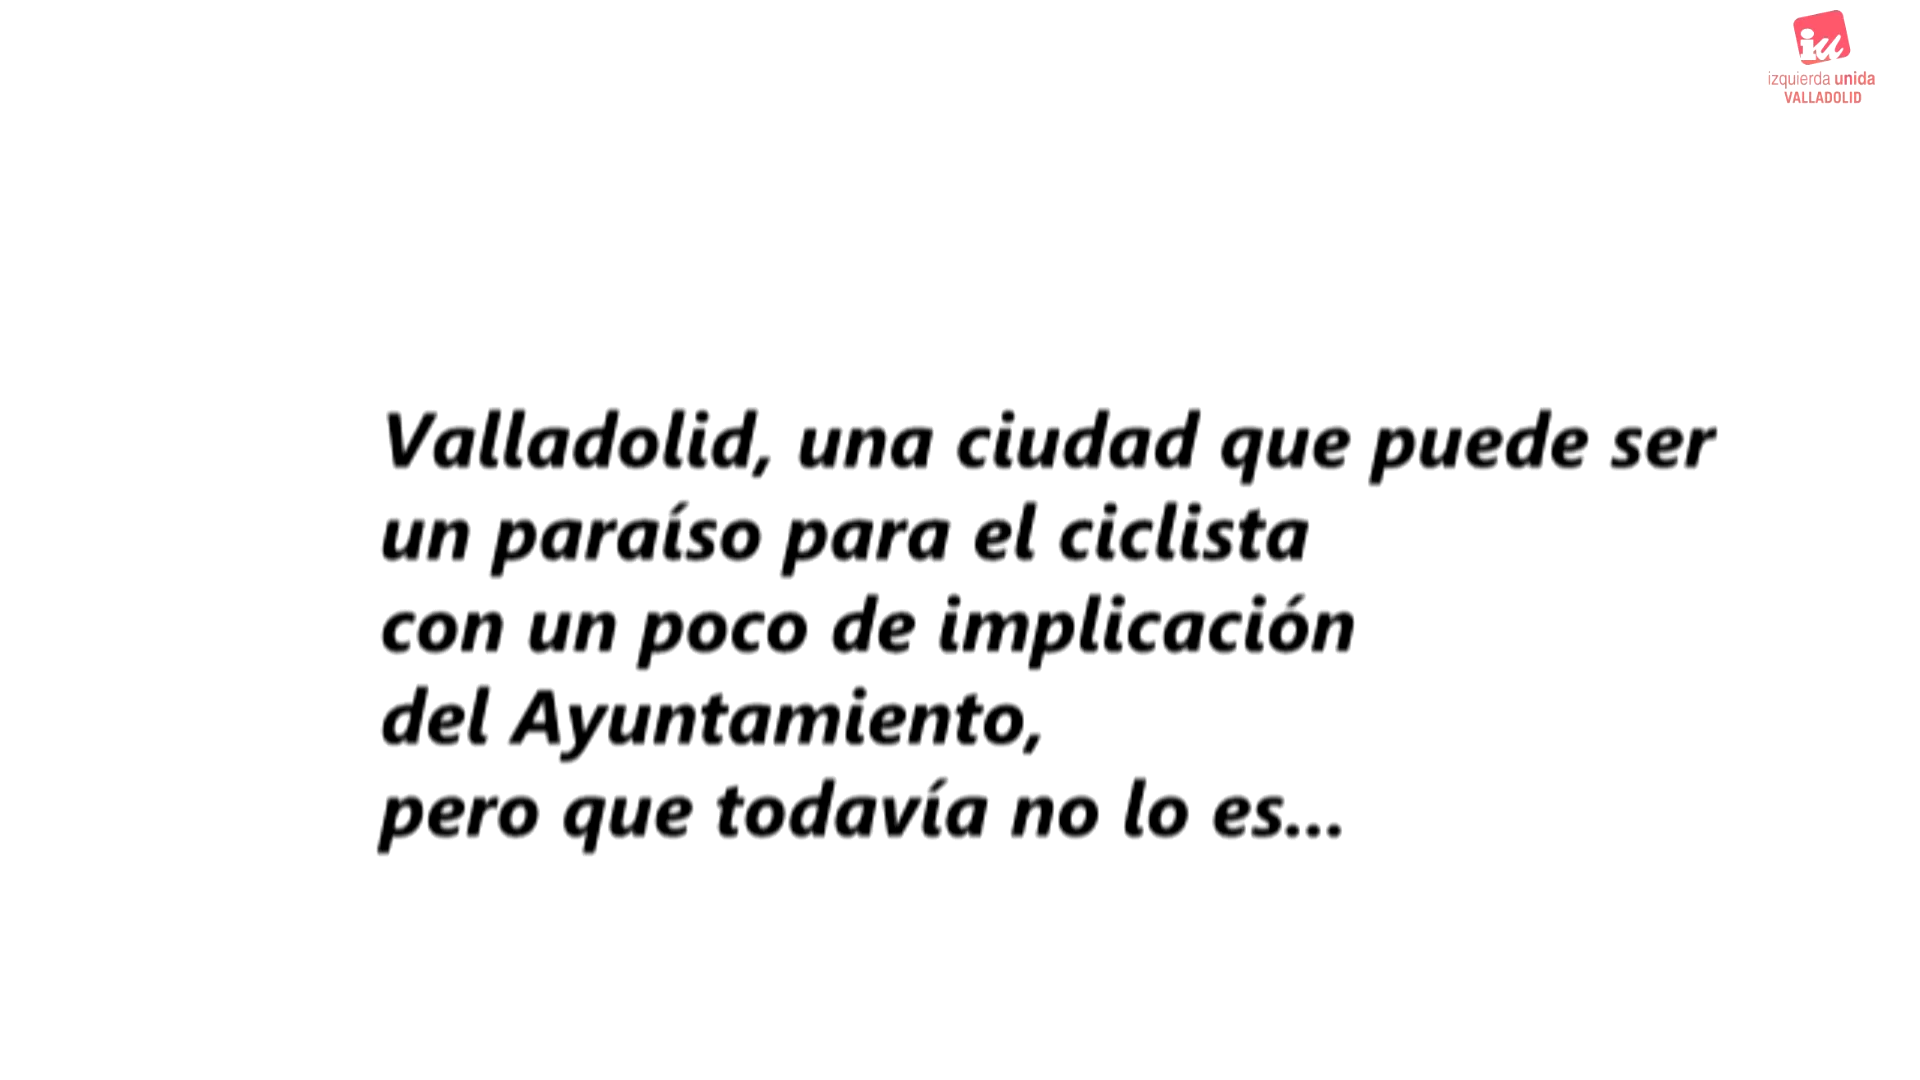 iu
izquierda unida
VALLADOLID
Valladolid, una ciudad que puede ser
un paraíso para el ciclista
con un poco de implicación
del Ayuntamiento,
pero que todavía no lo es...